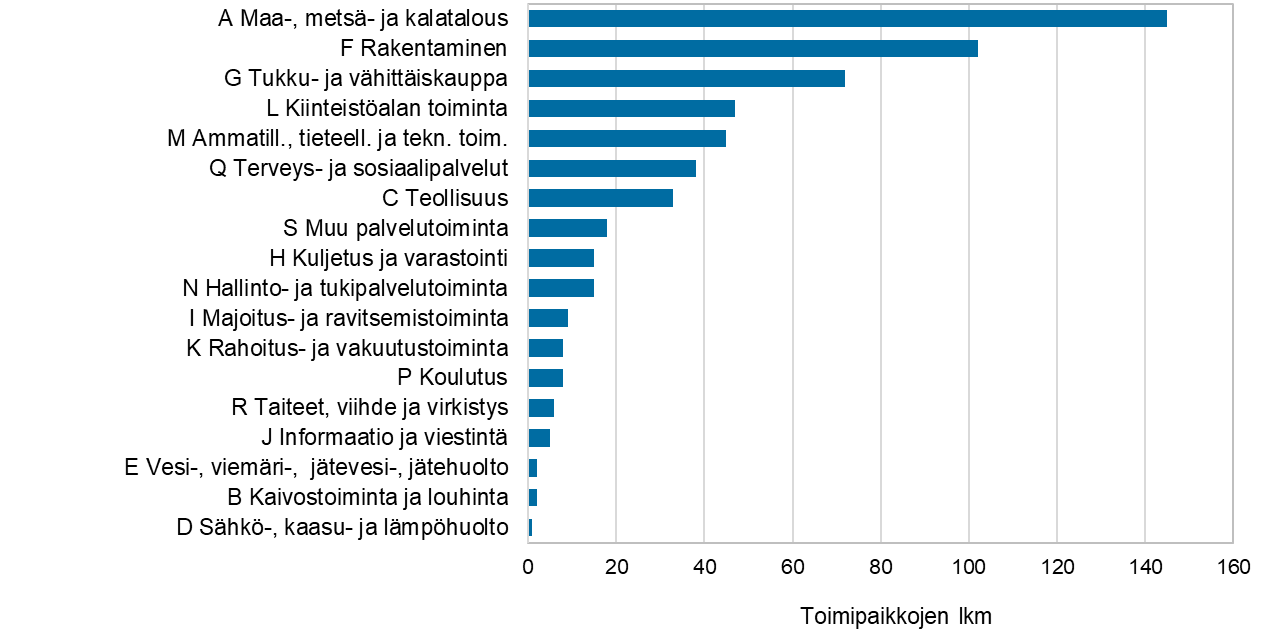 A Maa-, metsä- ja kalatalous
F Rakentaminen
G Tukku- ja vähittäiskauppa
L Kiinteistöalan toiminta
M Ammatill., tieteell. ja tekn. toim.
Q Terveys- ja sosiaalipalvelut
C Teollisuus
S Muu palvelutoiminta
H Kuljetus ja varastointi
N Hallinto- ja tukipalvelutoiminta
I Majoitus- ja ravitsemistoiminta
K Rahoitus- ja vakuutustoiminta
P Koulutus
R Taiteet, viihde ja virkistys
J Informaatio ja viestintä
E Vesi-, viemäri-,  jätevesi-, jätehuolto
B Kaivostoiminta ja louhinta
D Sähkö-, kaasu- ja lämpöhuolto
0 20 40 60 80 100 120 140 160
Toimipaikkojen lkm